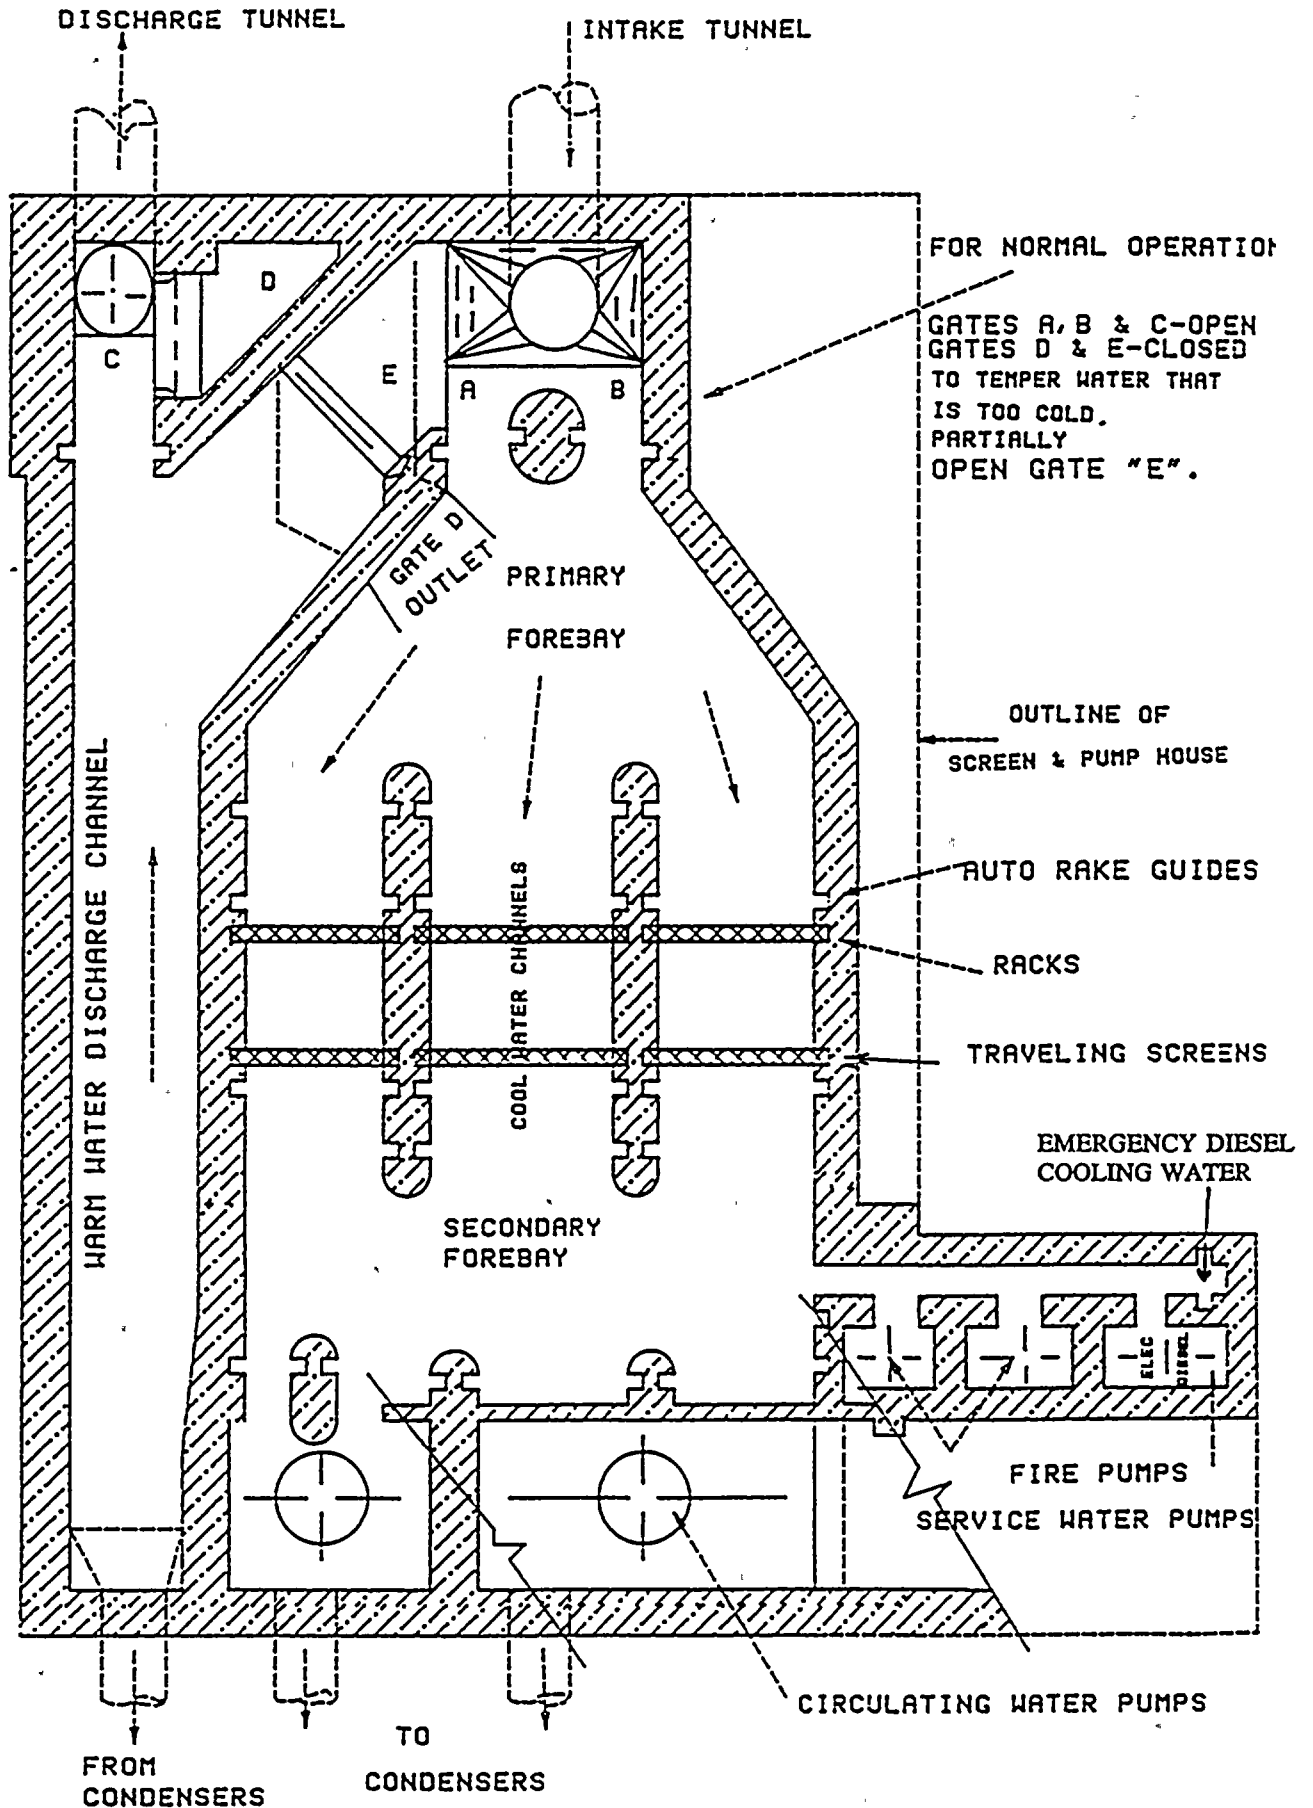 DISCHARGE TUNNEL
INTAKE TUNNEL
FOR NORMAL OPERATION
GATES A, B & C-OPEN
GATES D & E-CLOSED
TO TEMPER WATER THAT
IS TOO COLD.
PARTIALLY
OPEN GATE "E".
D
C
E
A
B
GATE D
OUTLET
PRIMARY
FOREBAY
OUTLINE OF
SCREEN & PUMP HOUSE
WARM WATER DISCHARGE CHANNEL
COOL WATER CHANNELS
AUTO RAKE GUIDES
RACKS
TRAVELING SCREENS
EMERGENCY DIESEL
COOLING WATER
SECONDARY
FOREBAY
ELEC
DIESEL
FIRE PUMPS
SERVICE WATER PUMPS
CIRCULATING WATER PUMPS
FROM
CONDENSERS
TO
CONDENSERS